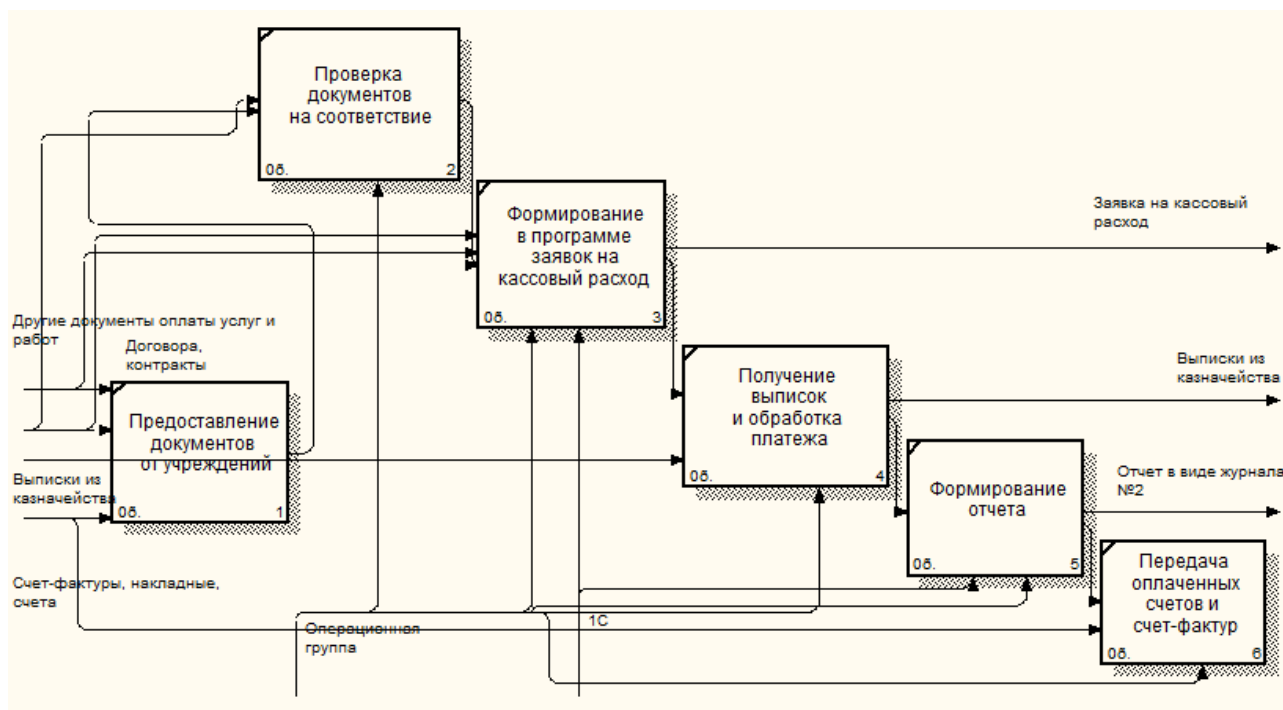 Проверка
документов
на соответствие
0б.
2
Формирование
в программе
заявок на
кассовый расход
0б.
3
Заявка на кассовый
расход
Другие документы оплаты услуг и
работ
Договора,
контракты
Предоставление
документов
от учреждений
0б.
1
Получение
выписок
и обработка
платежа
0б.
4
Выписки из
казначейства
Выписки из
казначейства
Формирование
отчета
0б.
5
Отчет в виде журнала
№2
Счет-фактуры, накладные,
счета
Передача
оплаченных
счетов и
счет-фактур
0б.
6
Операционная
группа
1С